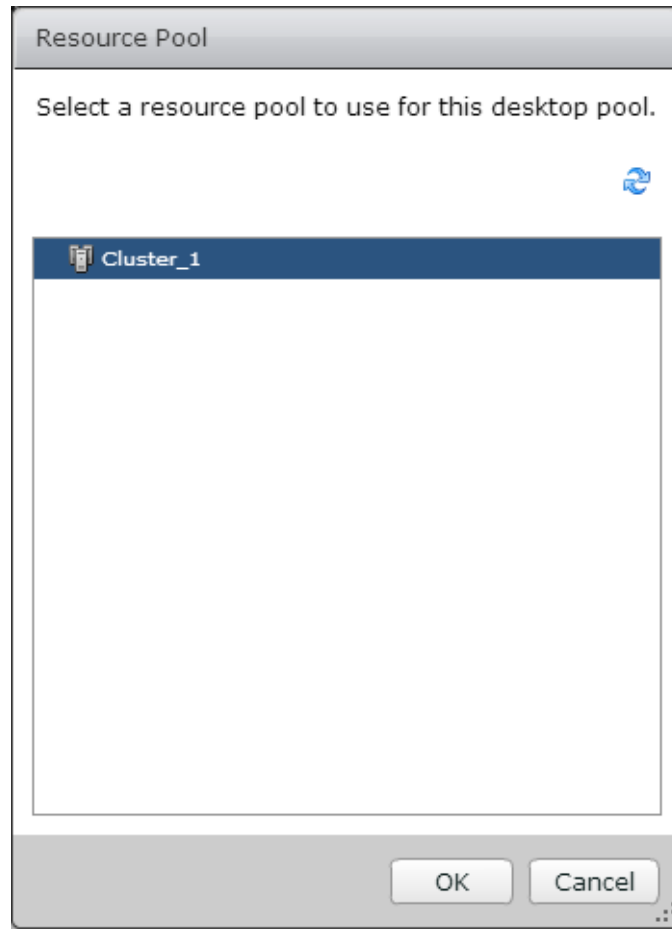 Resource Pool
Select a resource pool to use for this desktop pool.
Cluster_1
OK Cancel